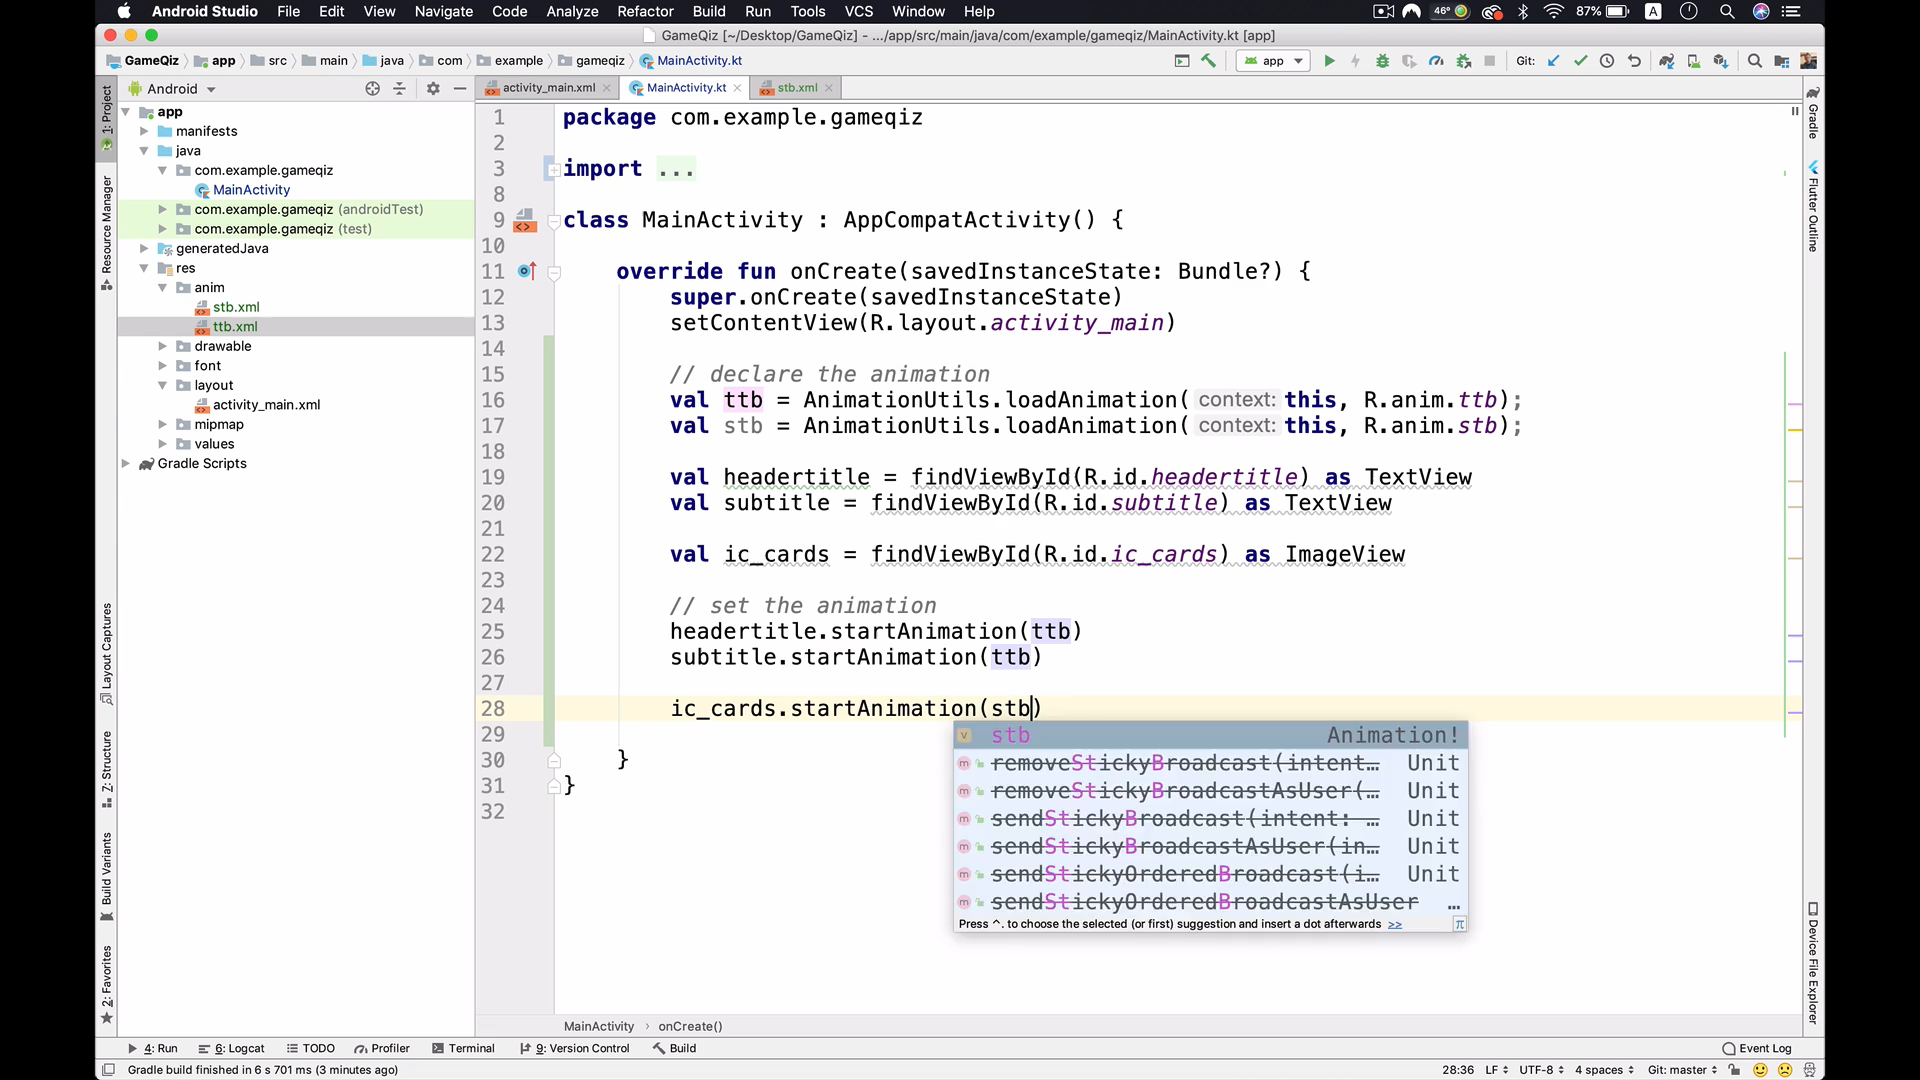 Android Studio File Edit View Navigate Code Analyze Refactor Build Run Tools VCS Window Help
46° 87% A
GameQiz [~/Desktop/GameQiz] - .../app/src/main/java/com/example/gameqiz/MainActivity.kt [app]
GameQiz app src main java com example gameqiz MainActivity.kt app Git:
1: Project
Resource Manager
Layout Captures
Z: Structure
Build Variants
2: Favorites
Android
app
manifests
java
com.example.gameqiz
MainActivity
com.example.gameqiz (androidTest)
com.example.gameqiz (test)
generatedJava
res
anim
stb.xml
ttb.xml
drawable
font
layout
activity_main.xml
mipmap
values
Gradle Scripts
activity_main.xml MainActivity.kt stb.xml
1 package com.example.gameqiz
2
3 import ...
8
9 class MainActivity : AppCompatActivity() {
10
11 override fun onCreate(savedInstanceState: Bundle?) {
12 super.onCreate(savedInstanceState)
13 setContentView(R.layout.activity_main)
14
15 // declare the animation
16 val ttb = AnimationUtils.loadAnimation( context: this, R.anim.ttb);
17 val stb = AnimationUtils.loadAnimation( context: this, R.anim.stb);
18
19 val headertitle = findViewById(R.id.headertitle) as TextView
20 val subtitle = findViewById(R.id.subtitle) as TextView
21
22 val ic_cards = findViewById(R.id.ic_cards) as ImageView
23
24 // set the animation
25 headertitle.startAnimation(ttb)
26 subtitle.startAnimation(ttb)
27
28 ic_cards.startAnimation(stb)
29
30 }
31 }
32
v stb Animation!
m removeStickyBroadcast(intent… Unit
m removeStickyBroadcastAsUser(… Unit
m sendStickyBroadcast(intent: … Unit
m sendStickyBroadcastAsUser(in… Unit
m sendStickyOrderedBroadcast(i… Unit
m sendStickyOrderedBroadcastAsUser …
Press ^. to choose the selected (or first) suggestion and insert a dot afterwards >> π
Gradle
Flutter Outline
Device File Explorer
MainActivity › onCreate()
4: Run 6: Logcat TODO Profiler Terminal 9: Version Control Build Event Log
Gradle build finished in 6 s 701 ms (3 minutes ago) 28:36 LF UTF-8 4 spaces Git: master